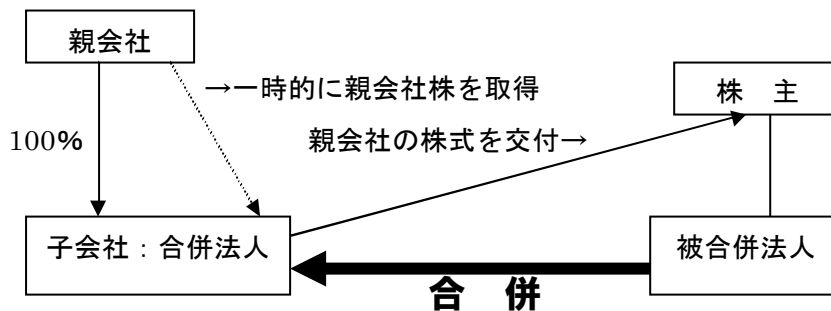 親会社
→一時的に親会社株を取得
株　主
100%
親会社の株式を交付→
子会社：合併法人
被合併法人
合　併